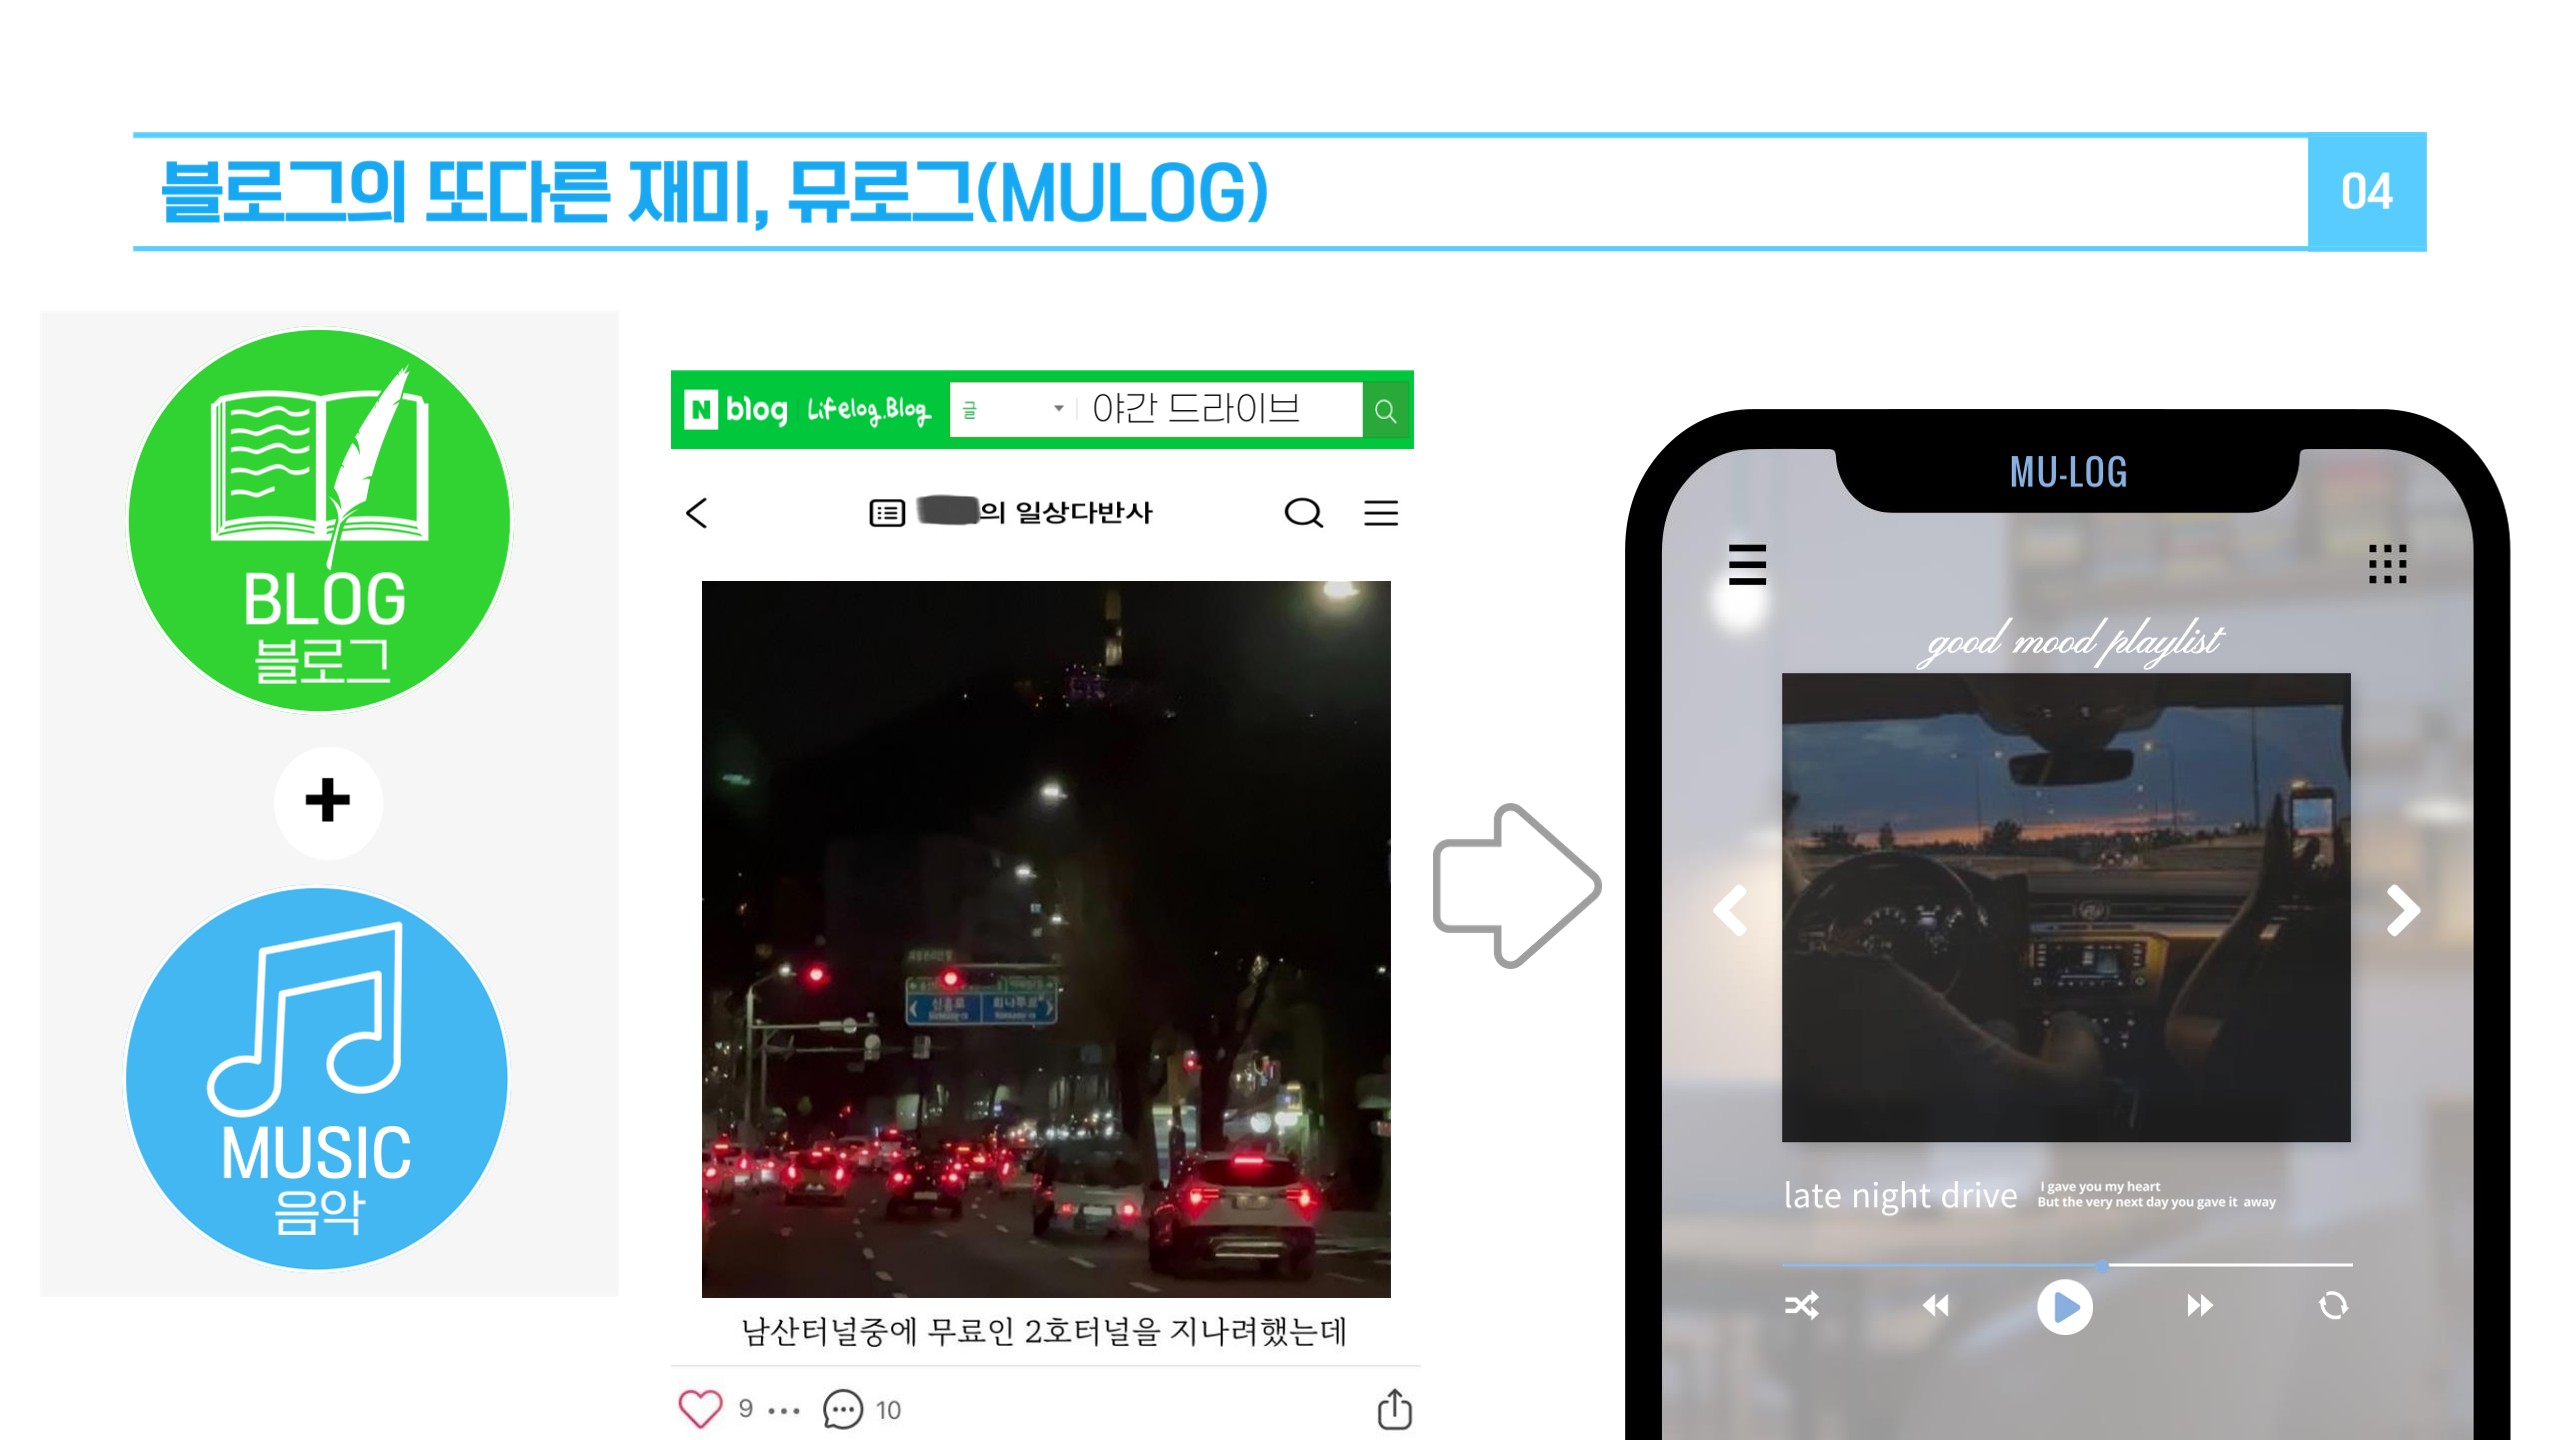 블로그의 또다른 재미, 뮤로그(MULOG)
04
BLOG
블로그
+
MUSIC
음악
N blog Lifelog.Blog 글 야간 드라이브
의 일상다반사
신흥로
남산터널중에 무료인 2호터널을 지나려했는데
9 ... 10
MU-LOG
good mood playlist
late night drive
I gave you my heart
But the very next day you gave it away